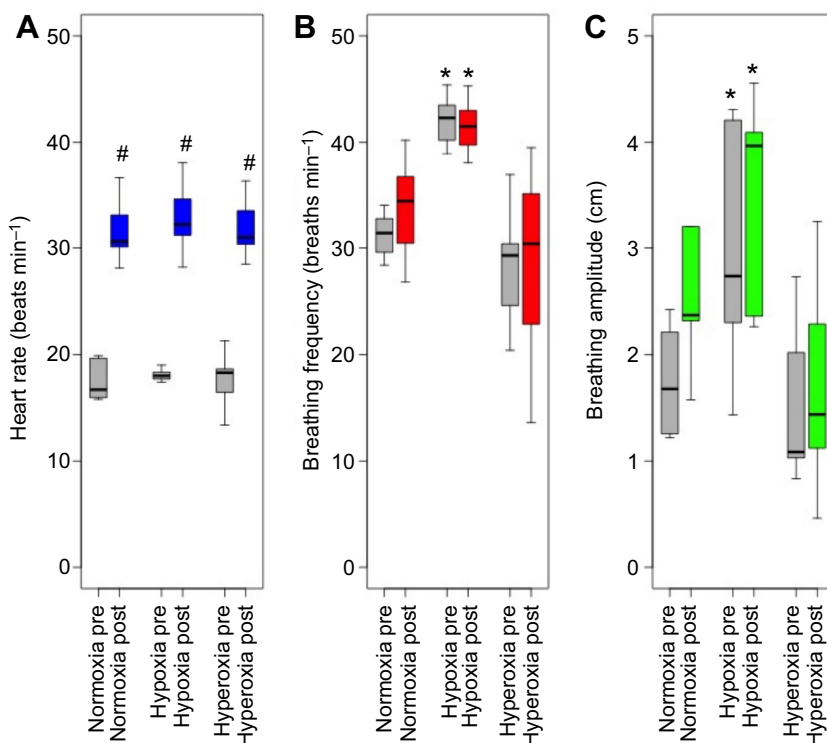 A
Heart rate (beats min–1)
50
40
30
20
10
0
#
#
#
Normoxia pre
Normoxia post
Hypoxia pre
Hypoxia post
Hyperoxia pre
Hyperoxia post
B
Breathing frequency (breaths min–1)
50
40
30
20
10
0
* *
Normoxia pre
Normoxia post
Hypoxia pre
Hypoxia post
Hyperoxia pre
Hyperoxia post
C
Breathing amplitude (cm)
5
4
3
2
1
0
*
*
Normoxia pre
Normoxia post
Hypoxia pre
Hypoxia post
Hyperoxia pre
Hyperoxia post